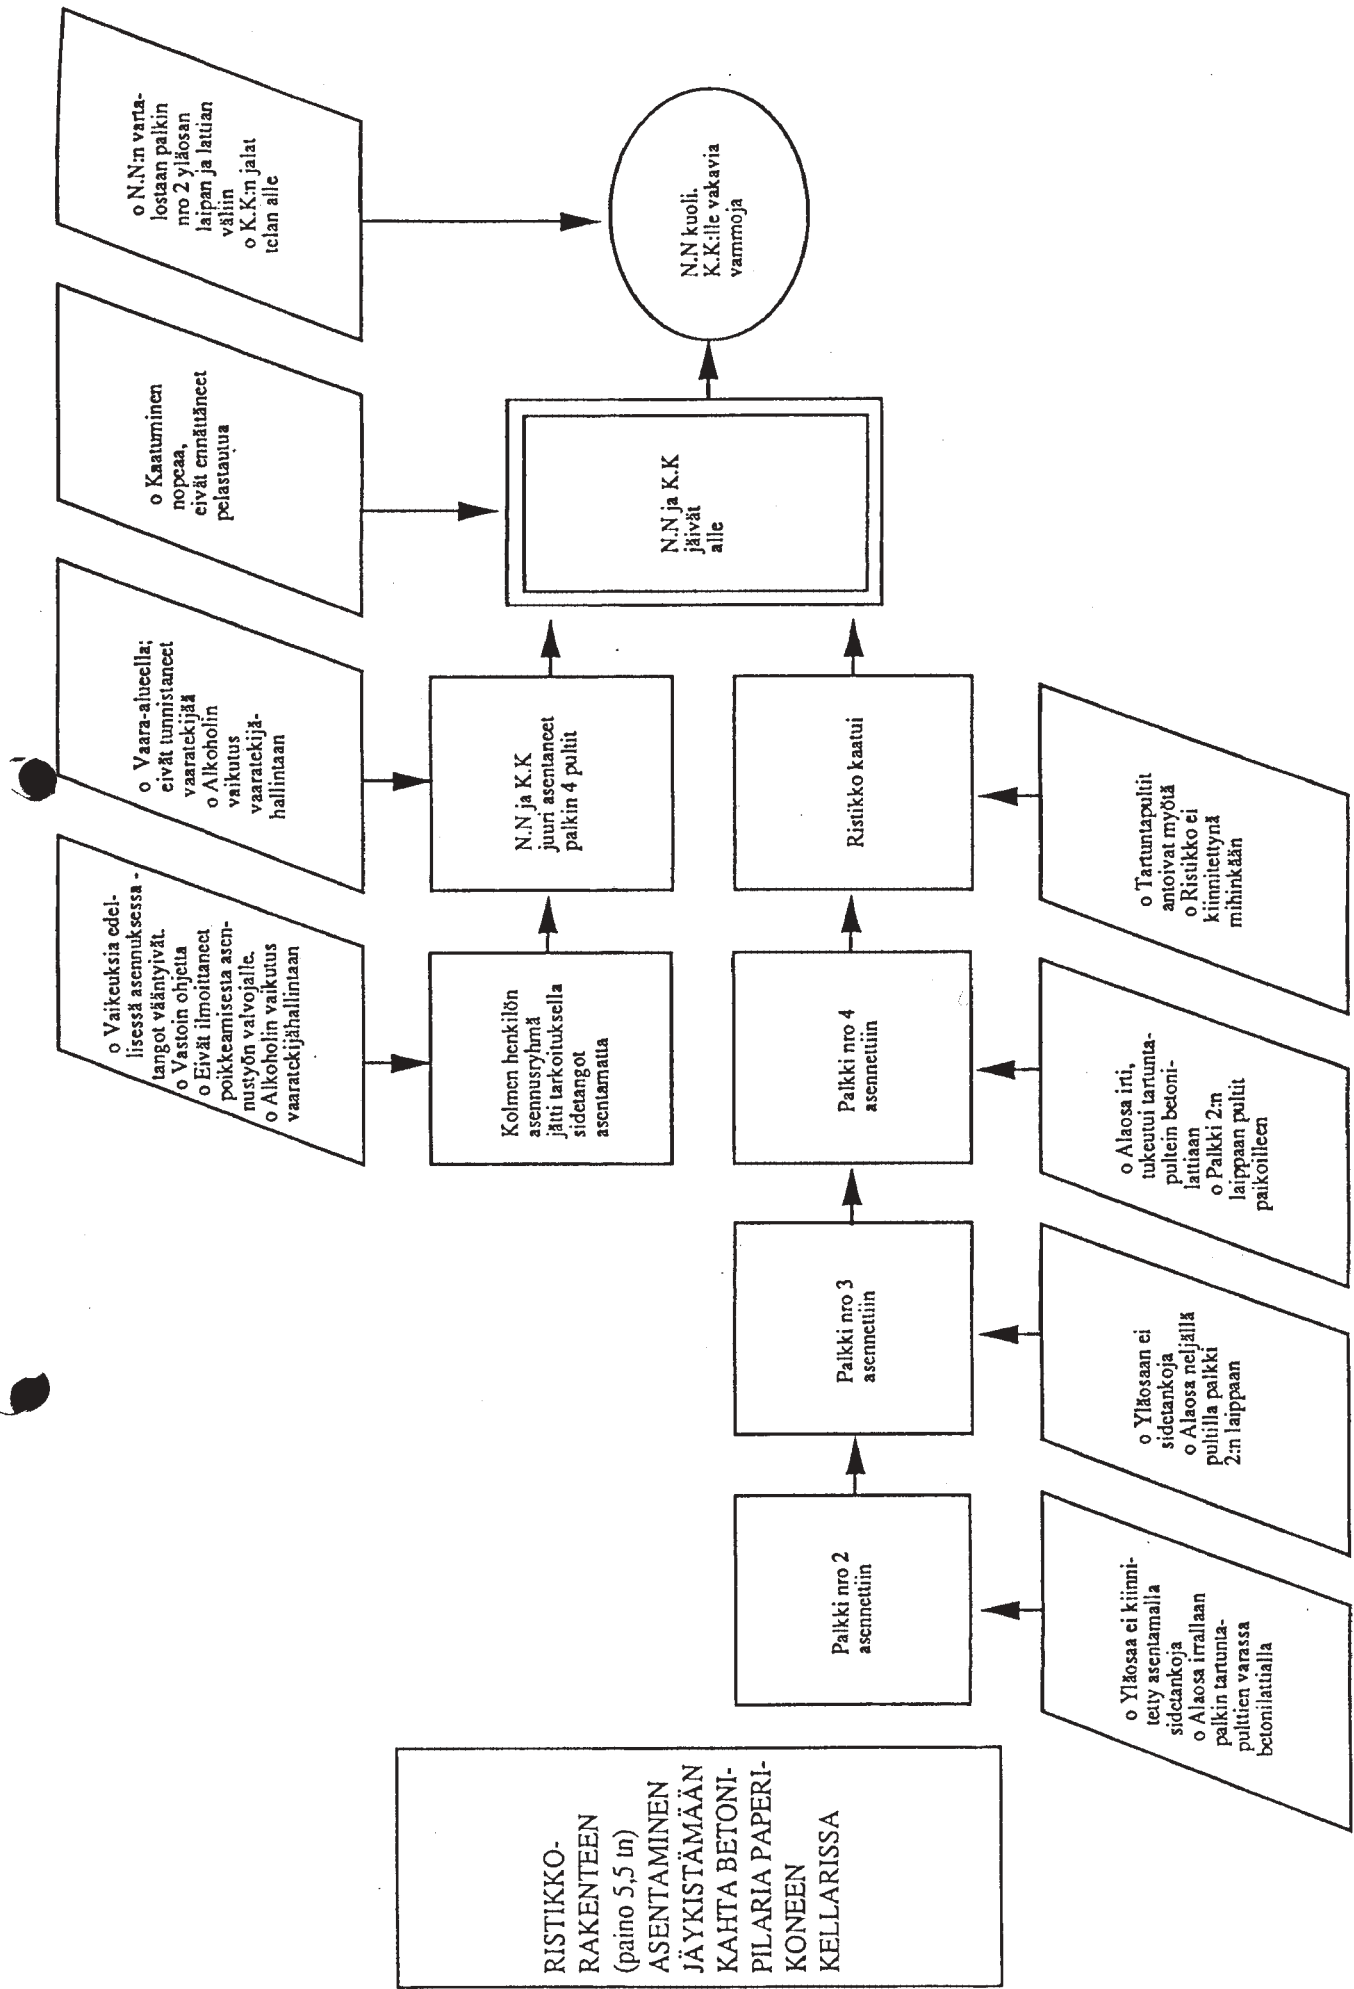 RISTIKKO-
RAKENTEEN
(paino 5,5 tn)
ASENTAMINEN
JÄYKISTÄMÄÄN
KAHTA BETONI-
PILARIA PAPERI-
KONEEN
KELLARISSA
o Vaikeuksia edel-
lisessä asennuksessa -
tangot vääntyivät.
o Vastoin ohjetta
o Eivät ilmoittaneet
poikkeamisesta asen-
nustyön valvojalle.
o Alkoholin vaikutus
vaaratekijähallintaan
o Vaara-alueella;
eivät tunnistaneet
vaaratekijää
o Alkoholin
vaikutus
vaaratekijä-
hallintaan
o Kaatuminen
nopeaa,
eivät ennättäneet
pelastautua
o N.N:n varta-
lostaan palkin
nro 2 yläosan
laipan ja lattian
väliin
o K.K:n jalat
telan alle
Kolmen henkilön
asennusryhmä
jätti tarkoituksella
sidetangot
asentamatta
N.N ja K.K
juuri asentaneet
palkin 4 pultit
N.N ja K.K
jäivät
alle
N.N kuoli.
K.K:lle vakavia
vammoja
Palkki nro 2
asennettiin
Palkki nro 3
asennettiin
Palkki nro 4
asennettiin
Ristikko kaatui
o Yläosaa ei kiinni-
tetty asentamalla
sidetankoja
o Alaosa irrallaan
palkin tartunta-
pulttien varassa
betonilattialla
o Yläosaan ei
sidetankoja
o Alaosa neljällä
pultilla palkki
2:n laippaan
o Alaosa irti,
tukeutui tartunta-
pultein betoni-
lattiaan
o Palkki 2:n
laippaan pultit
paikoilleen
o Tartuntapultit
antoivat myötä
o Ristikko ei
kiinnitettynä
mihinkään